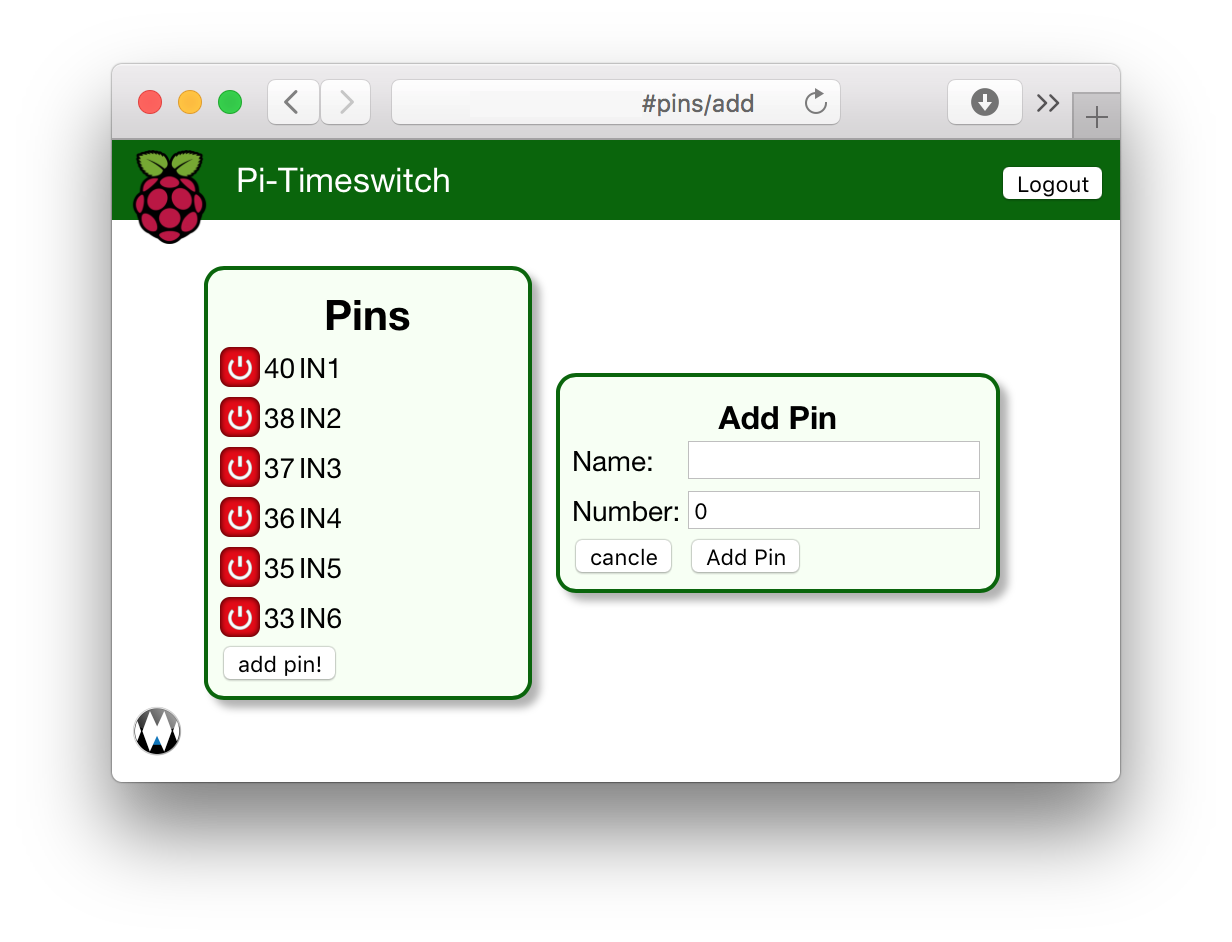 #pins/add
Pi-Timeswitch
Logout
Pins
40 IN1
38 IN2
37 IN3
36 IN4
35 IN5
33 IN6
add pin!
Add Pin
Name:
Number: 0
cancle Add Pin